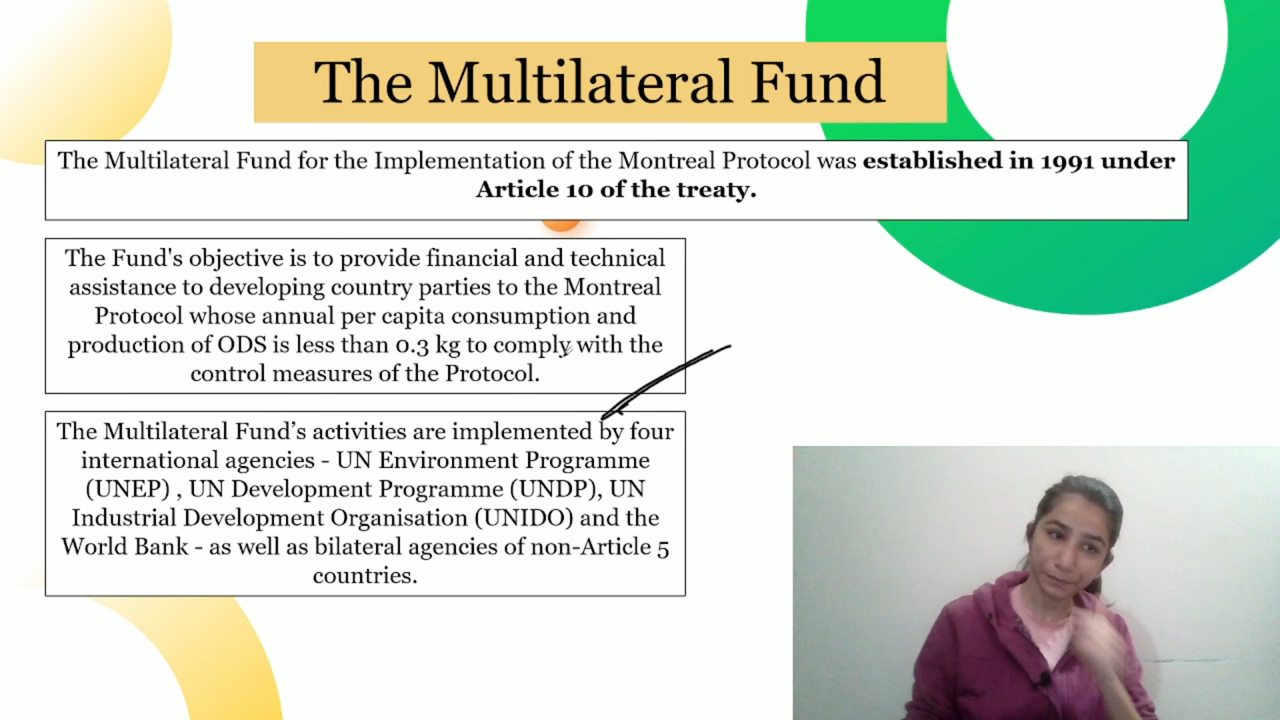 The Multilateral Fund
The Multilateral Fund for the Implementation of the Montreal Protocol was established in 1991 under
Article 10 of the treaty.
The Fund's objective is to provide financial and technical
assistance to developing country parties to the Montreal
Protocol whose annual per capita consumption and
production of ODS is less than 0.3 kg to comply with the
control measures of the Protocol.
The Multilateral Fund’s activities are implemented by four
international agencies - UN Environment Programme
(UNEP) , UN Development Programme (UNDP), UN
Industrial Development Organisation (UNIDO) and the
World Bank - as well as bilateral agencies of non-Article 5
countries.